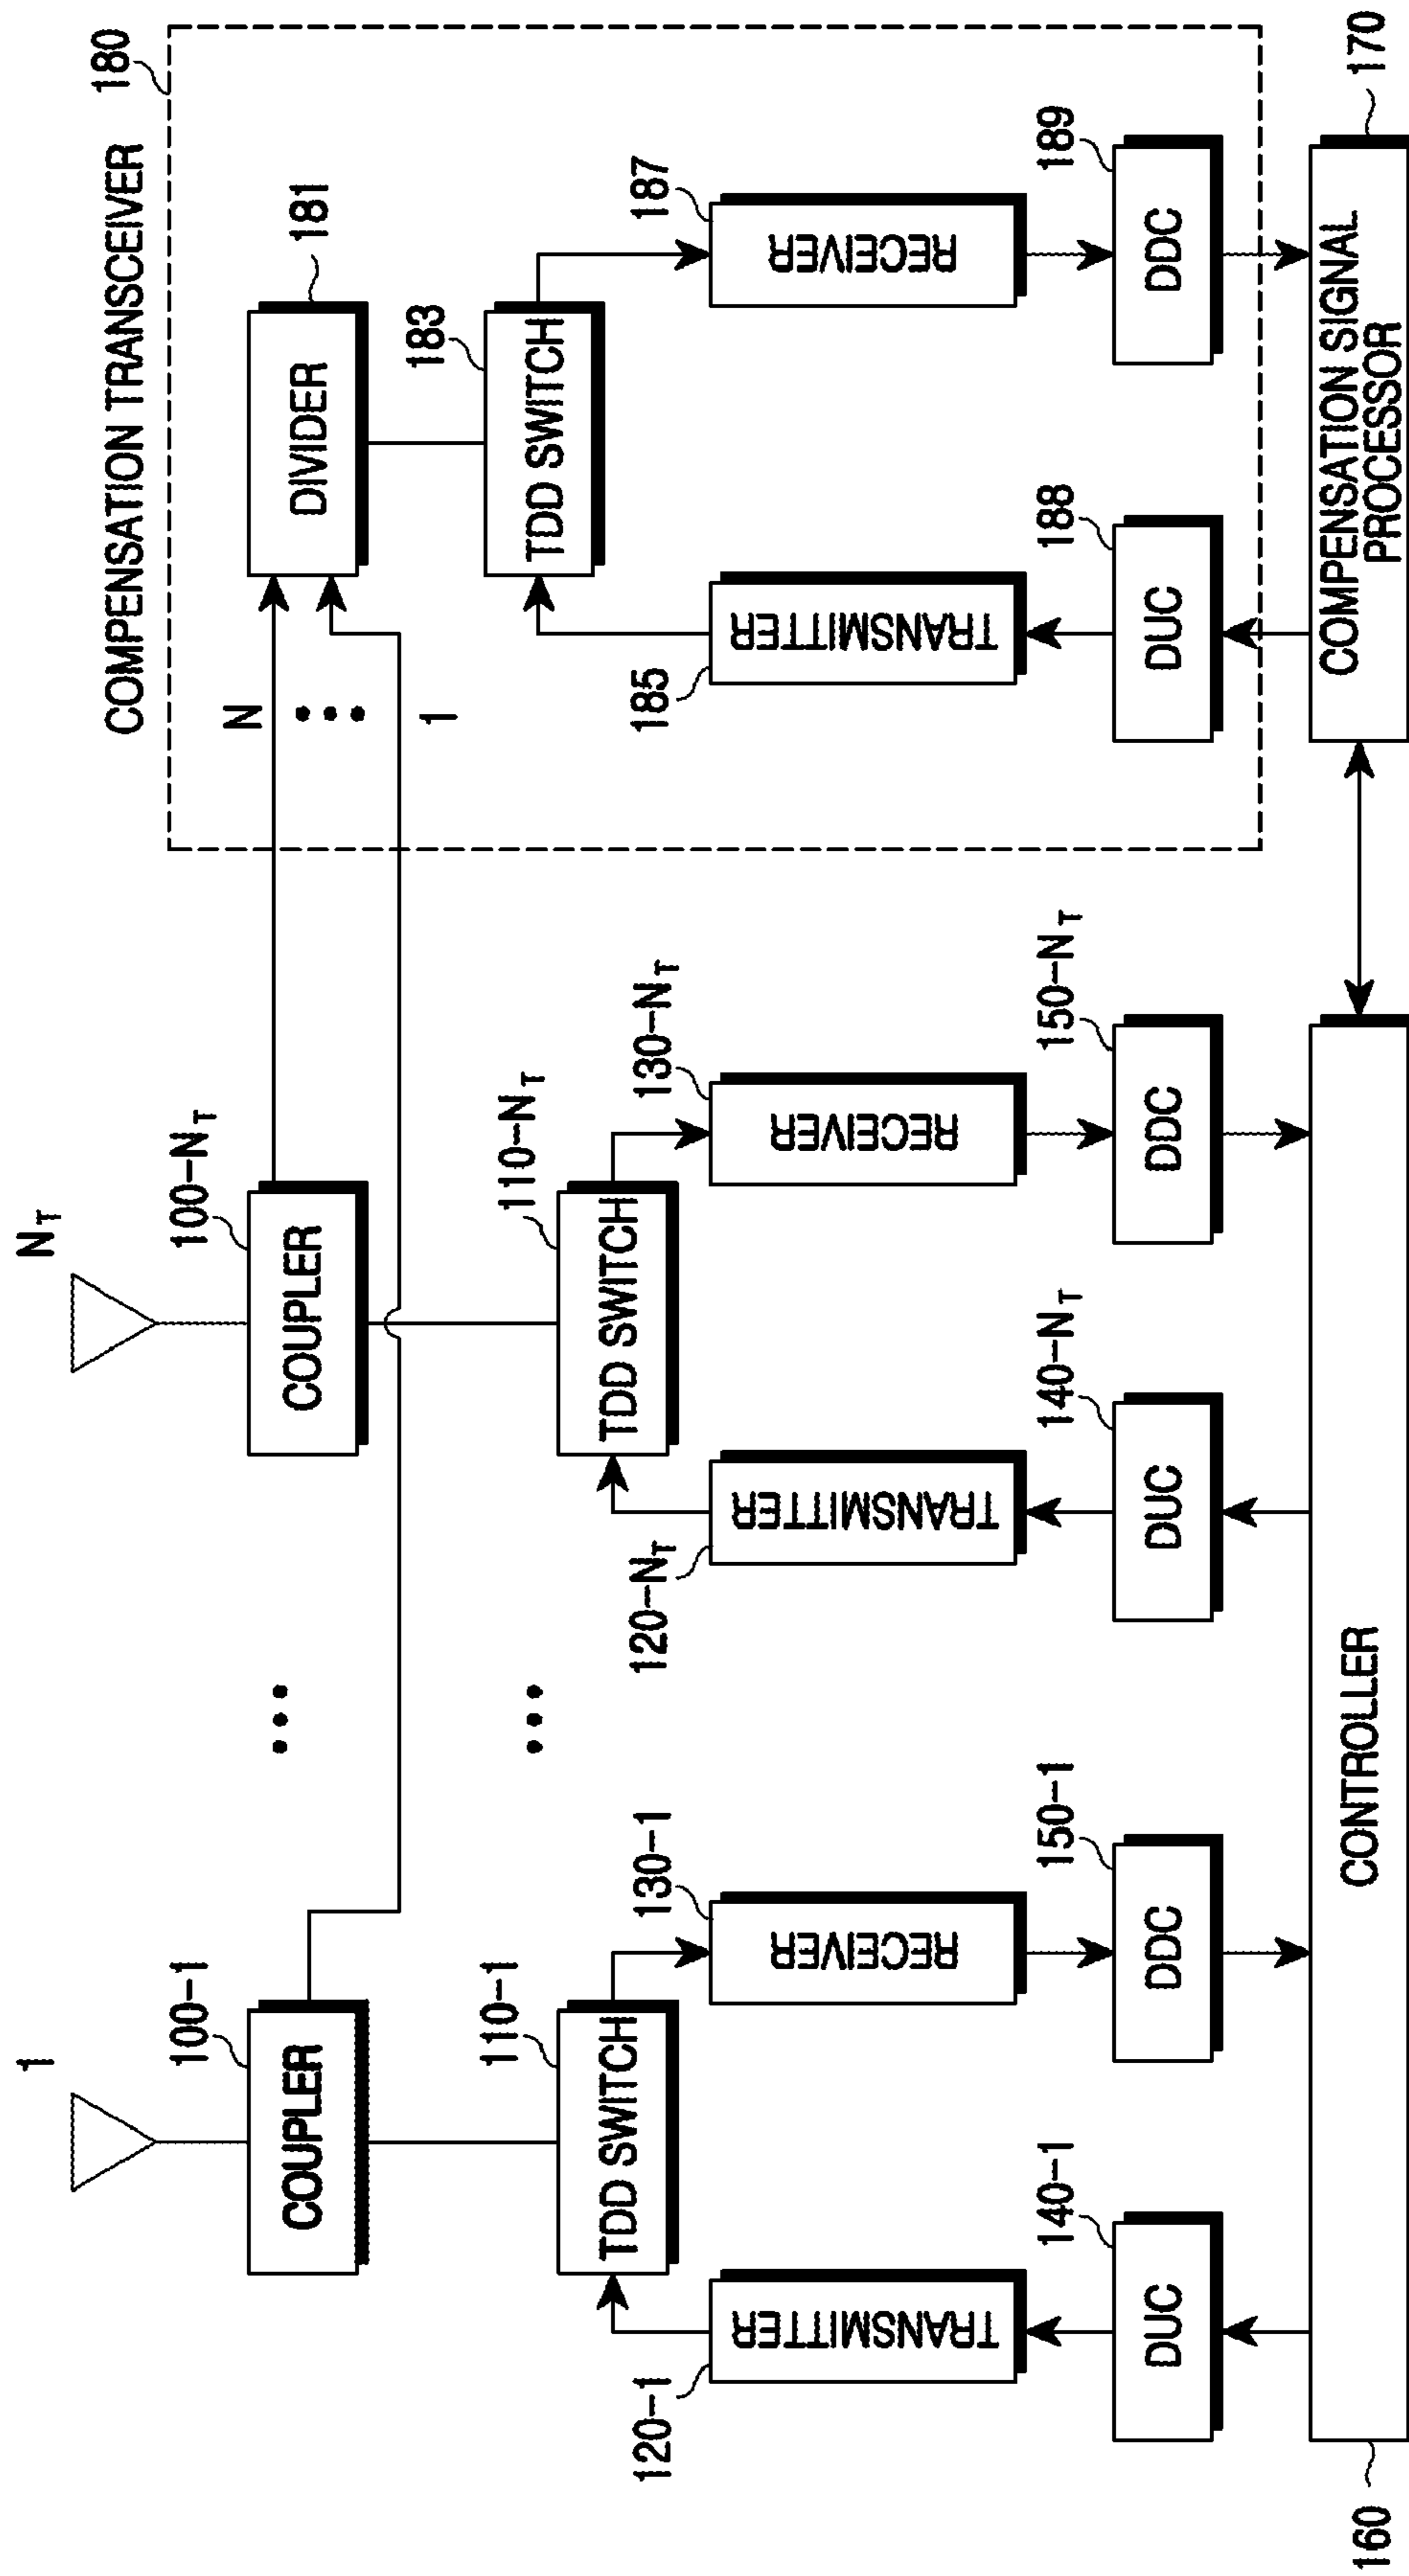 1
N_T
COMPENSATION TRANSCEIVER
180
100-1
COUPLER
100-N_T
COUPLER
N
1
DIVIDER
181
110-1
TDD SWITCH
110-N_T
TDD SWITCH
183
TDD SWITCH
120-1
TRANSMITTER
130-1
RECEIVER
120-N_T
TRANSMITTER
130-N_T
RECEIVER
185
TRANSMITTER
187
RECEIVER
140-1
DUC
150-1
DDC
140-N_T
DUC
150-N_T
DDC
188
DUC
189
DDC
160
CONTROLLER
COMPENSATION SIGNAL
PROCESSOR
170